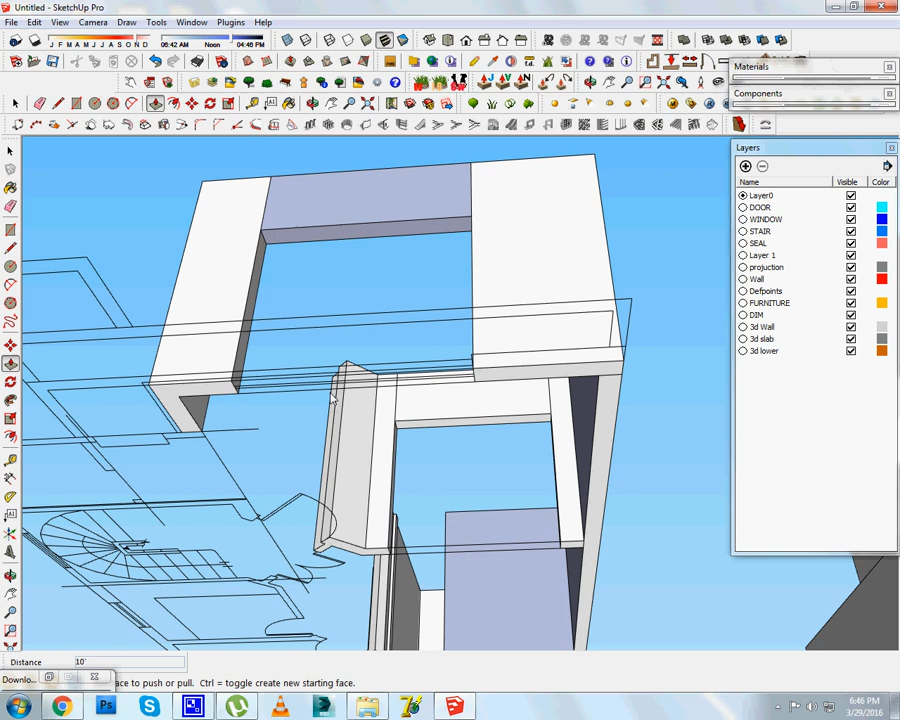 Untitled - SketchUp Pro
File Edit View Camera Draw Tools Window Plugins Help
J F M A M J J A S O N D 06:42 AM Noon 04:46 PM
Materials
Components
Layers
Name Visible Color
Layer0
DOOR
WINDOW
STAIR
SEAL
Layer 1
projuction
Wall
Defpoints
FURNITURE
DIM
3d Wall
3d slab
3d lower
Distance 10'
Downlo...
ace to push or pull. Ctrl = toggle create new starting face.
6:46 PM
3/29/2016